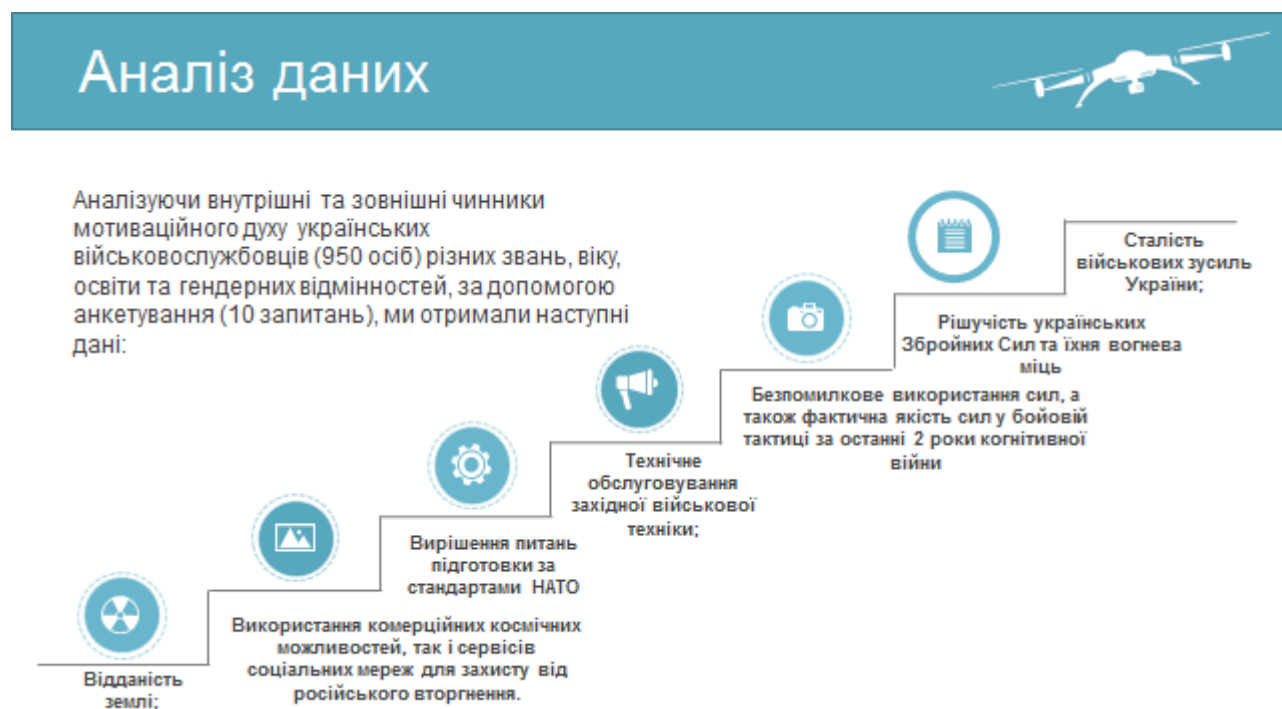 Аналіз даних
Аналізуючи внутрішні та зовнішні чинники
мотиваційного духу українських
військовослужбовців (950 осіб) різних звань, віку,
освіти та гендерних відмінностей, за допомогою
анкетування (10 запитань), ми отримали наступні
дані:
Відданість
землі;
Використання комерційних космічних
можливостей, так і сервісів
соціальних мереж для захисту від
російського вторгнення.
Вирішення питань
підготовки за
стандартами НАТО
Технічне
обслуговування
західної військової
техніки;
Безпомилкове використання сил, а
також фактична якість сил у бойовій
тактиці за останні 2 роки когнітивної
війни
Рішучість українських
Збройних Сил та їхня вогнева
міць
Сталість
військових зусиль
України;